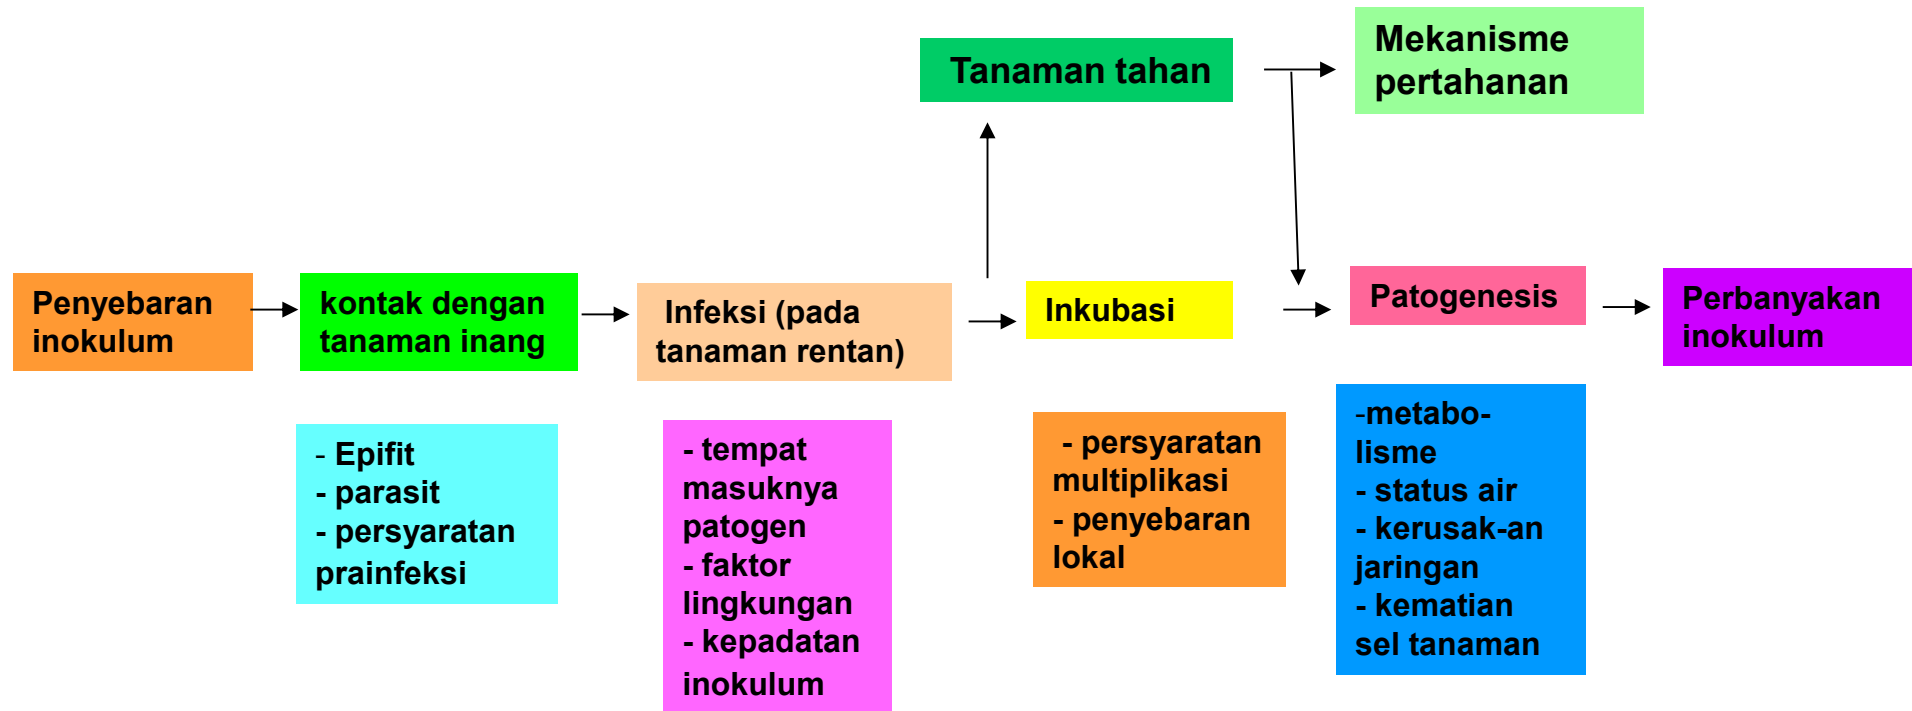 Tanaman tahan
Mekanisme
pertahanan
Penyebaran
inokulum
kontak dengan
tanaman inang
Infeksi (pada
tanaman rentan)
Inkubasi
Patogenesis
Perbanyakan
inokulum
- Epifit
- parasit
- persyaratan
prainfeksi
- tempat
masuknya
patogen
- faktor
lingkungan
- kepadatan
inokulum
- persyaratan
multiplikasi
- penyebaran
lokal
-metabo-
lisme
- status air
- kerusak-an
jaringan
- kematian
sel tanaman